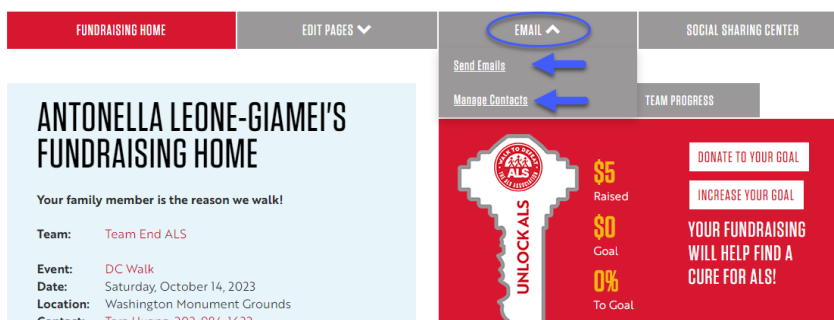 FUNDRAISING HOME
EDIT PAGES
EMAIL
SOCIAL SHARING CENTER
Send Emails
Manage Contacts
TEAM PROGRESS
ANTONELLA LEONE-GIAMEI'S
FUNDRAISING HOME
Your family member is the reason we walk!
Team: Team End ALS
Event: DC Walk
Date: Saturday, October 14, 2023
Location: Washington Monument Grounds
WALK TO DEFEAT
ALS
THE ALS ASSOCIATION
UNLOCK ALS
$5
Raised
$0
Goal
0%
To Goal
DONATE TO YOUR GOAL
INCREASE YOUR GOAL
YOUR FUNDRAISING
WILL HELP FIND A
CURE FOR ALS!